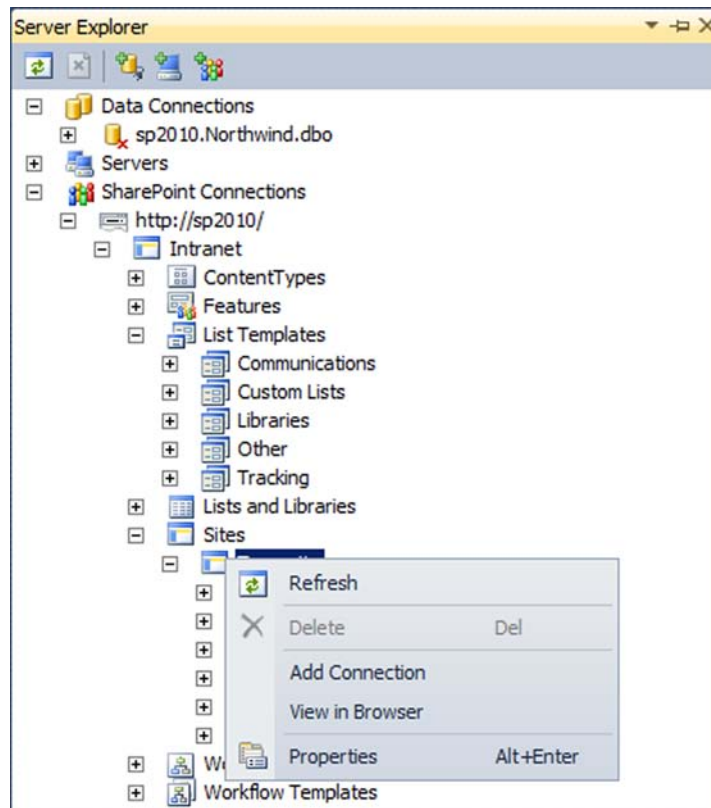 Server Explorer
Data Connections
sp2010.Northwind.dbo
Servers
SharePoint Connections
http://sp2010/
Intranet
ContentTypes
Features
List Templates
Communications
Custom Lists
Libraries
Other
Tracking
Lists and Libraries
Sites
Refresh
Delete Del
Add Connection
View in Browser
Properties Alt+Enter
Workflow Templates